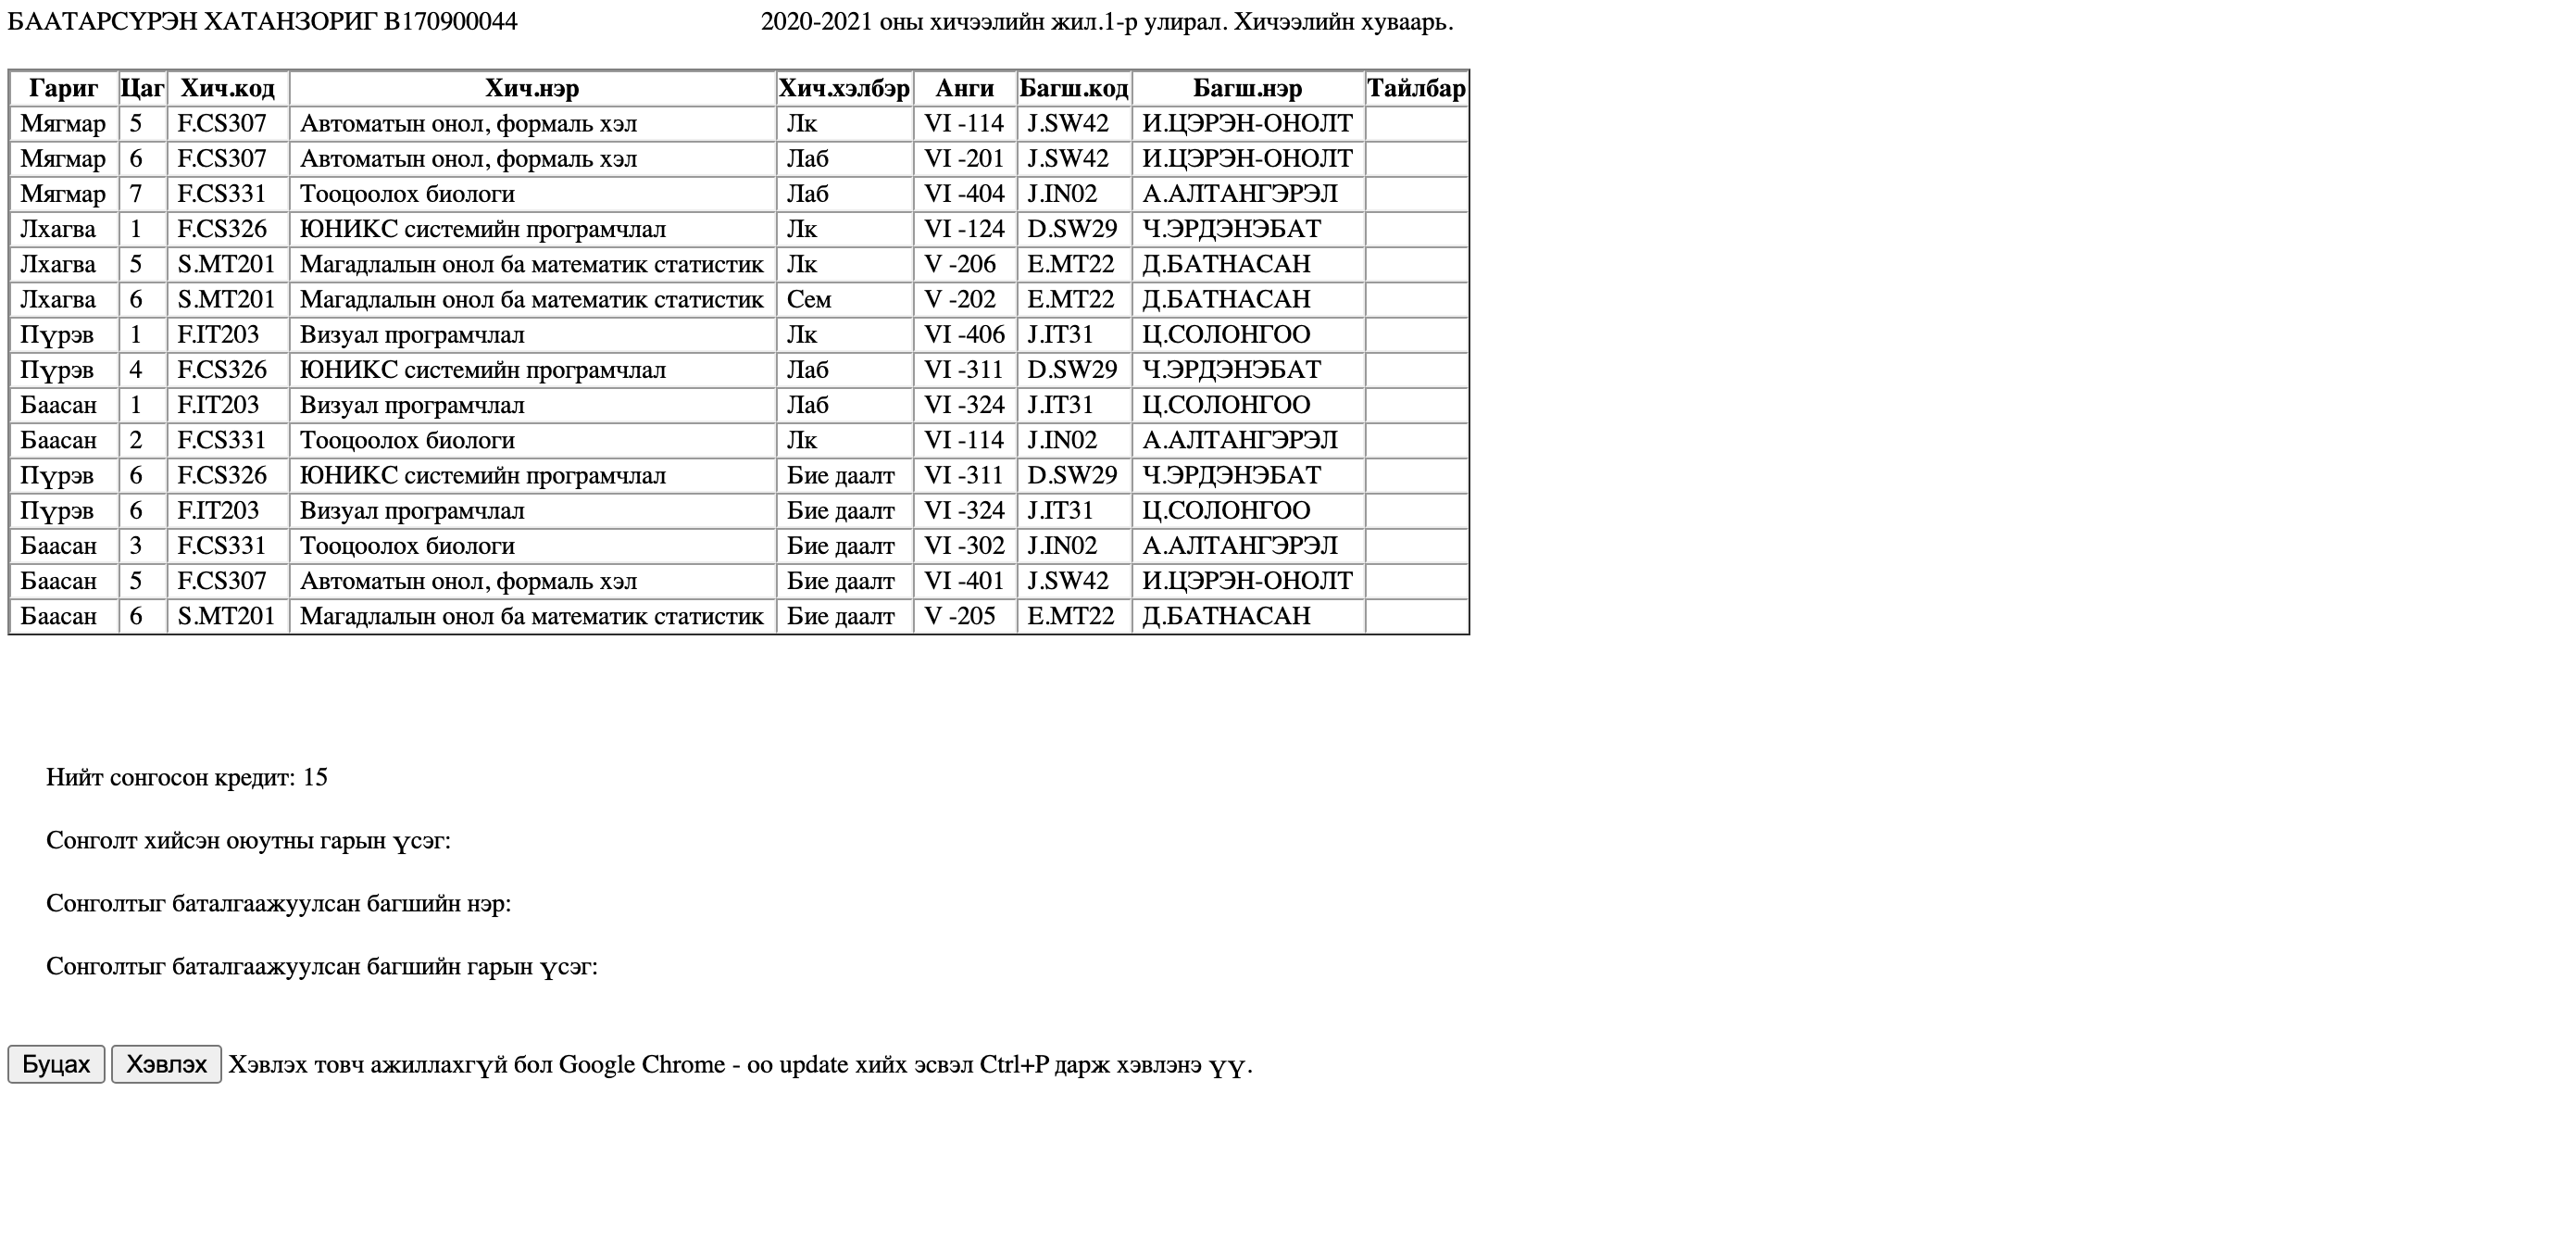 БААТАРСҮРЭН ХАТАНЗОРИГ B170900044 2020-2021 оны хичээлийн жил.1-р улирал. Хичээлийн хуваарь.
Гариг Цаг Хич.код Хич.нэр Хич.хэлбэр Анги Багш.код Багш.нэр Тайлбар
Мягмар 5 F.CS307 Автоматын онол, формаль хэл Лк VI -114 J.SW42 И.ЦЭРЭН-ОНОЛТ
Мягмар 6 F.CS307 Автоматын онол, формаль хэл Лаб VI -201 J.SW42 И.ЦЭРЭН-ОНОЛТ
Мягмар 7 F.CS331 Тооцоолох биологи Лаб VI -404 J.IN02 А.АЛТАНГЭРЭЛ
Лхагва 1 F.CS326 ЮНИКС системийн програмчлал Лк VI -124 D.SW29 Ч.ЭРДЭНЭБАТ
Лхагва 5 S.MT201 Магадлалын онол ба математик статистик Лк V -206 E.MT22 Д.БАТНАСАН
Лхагва 6 S.MT201 Магадлалын онол ба математик статистик Сем V -202 E.MT22 Д.БАТНАСАН
Пүрэв 1 F.IT203 Визуал програмчлал Лк VI -406 J.IT31 Ц.СОЛОНГОО
Пүрэв 4 F.CS326 ЮНИКС системийн програмчлал Лаб VI -311 D.SW29 Ч.ЭРДЭНЭБАТ
Баасан 1 F.IT203 Визуал програмчлал Лаб VI -324 J.IT31 Ц.СОЛОНГОО
Баасан 2 F.CS331 Тооцоолох биологи Лк VI -114 J.IN02 А.АЛТАНГЭРЭЛ
Пүрэв 6 F.CS326 ЮНИКС системийн програмчлал Бие даалт VI -311 D.SW29 Ч.ЭРДЭНЭБАТ
Пүрэв 6 F.IT203 Визуал програмчлал Бие даалт VI -324 J.IT31 Ц.СОЛОНГОО
Баасан 3 F.CS331 Тооцоолох биологи Бие даалт VI -302 J.IN02 А.АЛТАНГЭРЭЛ
Баасан 5 F.CS307 Автоматын онол, формаль хэл Бие даалт VI -401 J.SW42 И.ЦЭРЭН-ОНОЛТ
Баасан 6 S.MT201 Магадлалын онол ба математик статистик Бие даалт V -205 E.MT22 Д.БАТНАСАН
Нийт сонгосон кредит: 15
Сонголт хийсэн оюутны гарын үсэг:
Сонголтыг баталгаажуулсан багшийн нэр:
Сонголтыг баталгаажуулсан багшийн гарын үсэг:
Буцах Хэвлэх Хэвлэх товч ажиллахгүй бол Google Chrome - оо update хийх эсвэл Ctrl+P дарж хэвлэнэ үү.